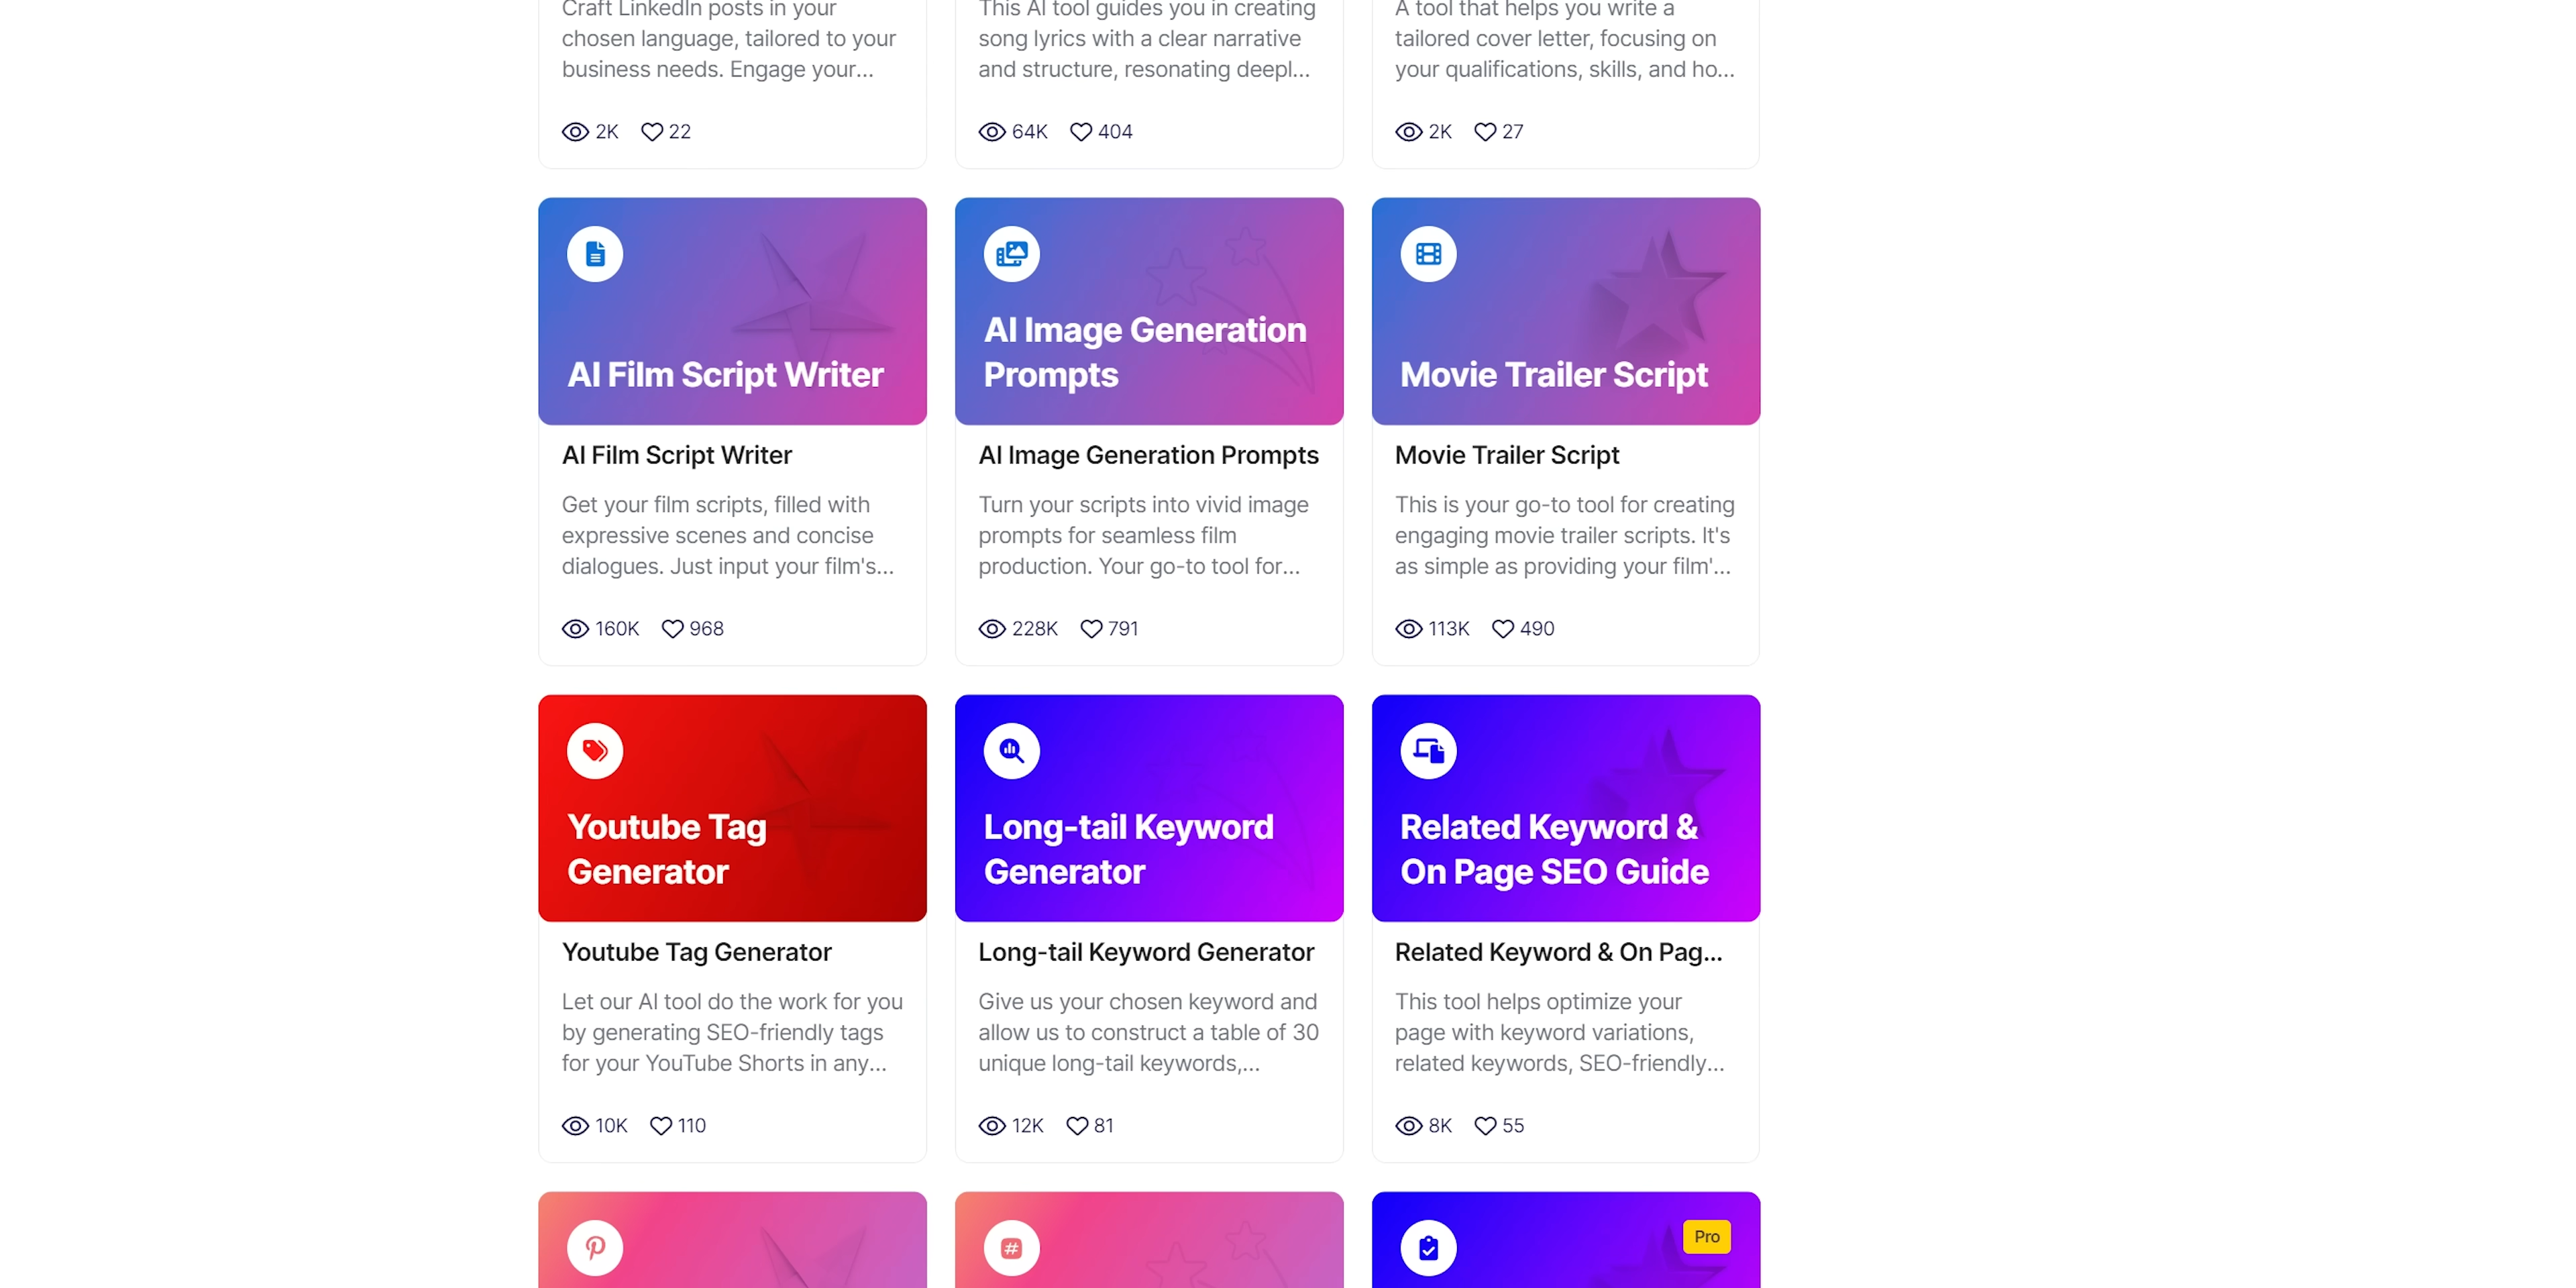 Craft LinkedIn posts in your
chosen language, tailored to your
business needs. Engage your...
2K 22
This AI tool guides you in creating
song lyrics with a clear narrative
and structure, resonating deepl...
64K 404
A tool that helps you write a
tailored cover letter, focusing on
your qualifications, skills, and ho...
2K 27
AI Film Script Writer
AI Film Script Writer
Get your film scripts, filled with
expressive scenes and concise
dialogues. Just input your film's...
160K 968
AI Image Generation
Prompts
AI Image Generation Prompts
Turn your scripts into vivid image
prompts for seamless film
production. Your go-to tool for...
228K 791
Movie Trailer Script
Movie Trailer Script
This is your go-to tool for creating
engaging movie trailer scripts. It's
as simple as providing your film'...
113K 490
Youtube Tag
Generator
Youtube Tag Generator
Let our AI tool do the work for you
by generating SEO-friendly tags
for your YouTube Shorts in any...
10K 110
Long-tail Keyword
Generator
Long-tail Keyword Generator
Give us your chosen keyword and
allow us to construct a table of 30
unique long-tail keywords,...
12K 81
Related Keyword &
On Page SEO Guide
Related Keyword & On Pag...
This tool helps optimize your
page with keyword variations,
related keywords, SEO-friendly...
8K 55
Pro